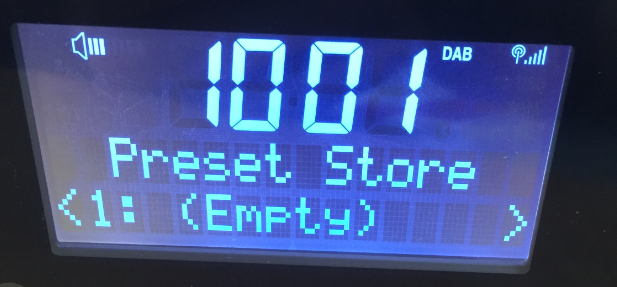 1001 DAB
Preset Store
<1: (Empty) >